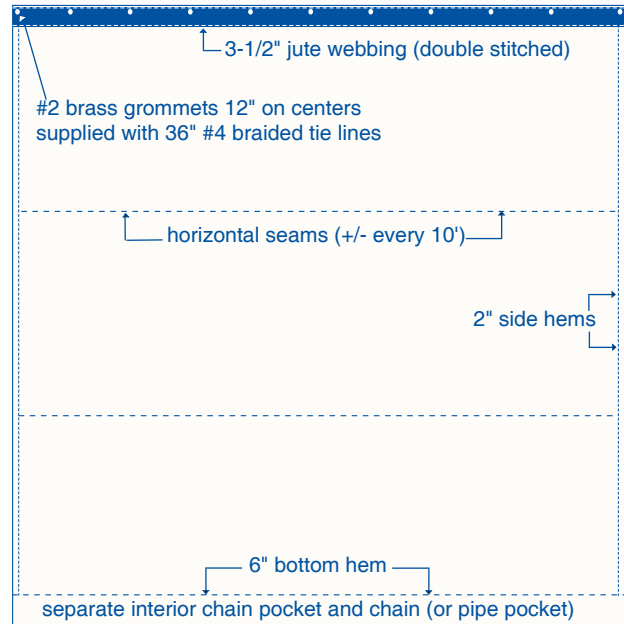 3-1/2" jute webbing (double stitched)
#2 brass grommets 12" on centers
supplied with 36" #4 braided tie lines
horizontal seams (+/- every 10')
2" side hems
6" bottom hem
separate interior chain pocket and chain (or pipe pocket)